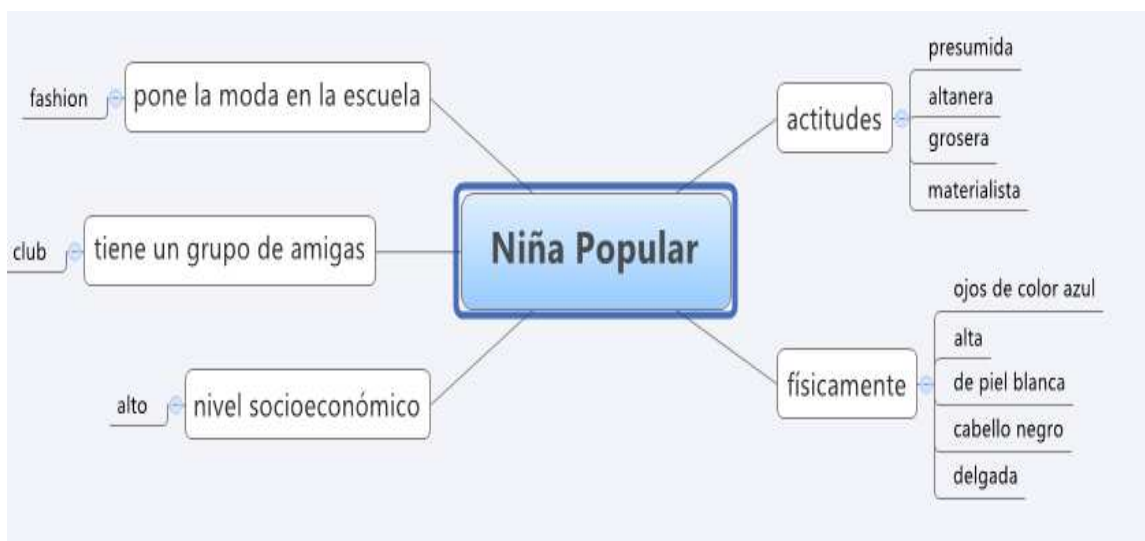 Niña Popular
pone la moda en la escuela
fashion
tiene un grupo de amigas
club
nivel socioeconómico
alto
actitudes
presumida
altanera
grosera
materialista
físicamente
ojos de color azul
alta
de piel blanca
cabello negro
delgada